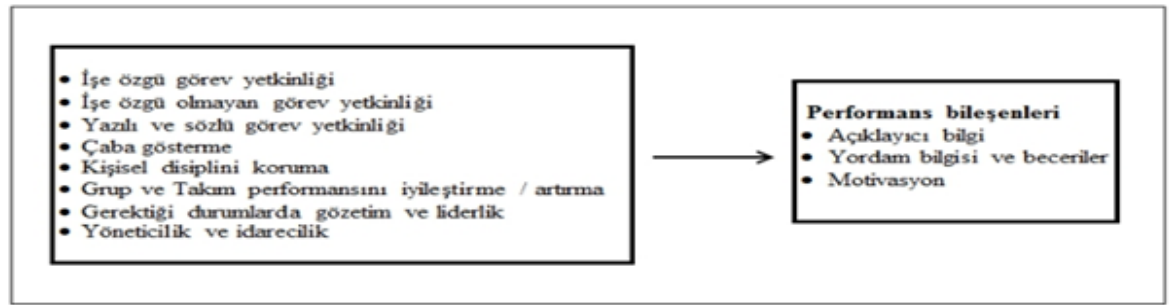 • İşe özgü görev yetkinliği
• İşe özgü olmayan görev yetkinliği
• Yazılı ve sözlü görev yetkinliği
• Çaba gösterme
• Kişisel disiplini koruma
• Grup ve Takım performansını iyileştirme / artırma
• Gerektiği durumlarda gözetim ve liderlik
• Yöneticilik ve idarecilik
Performans bileşenleri
• Açıklayıcı bilgi
• Yordam bilgisi ve beceriler
• Motivasyon